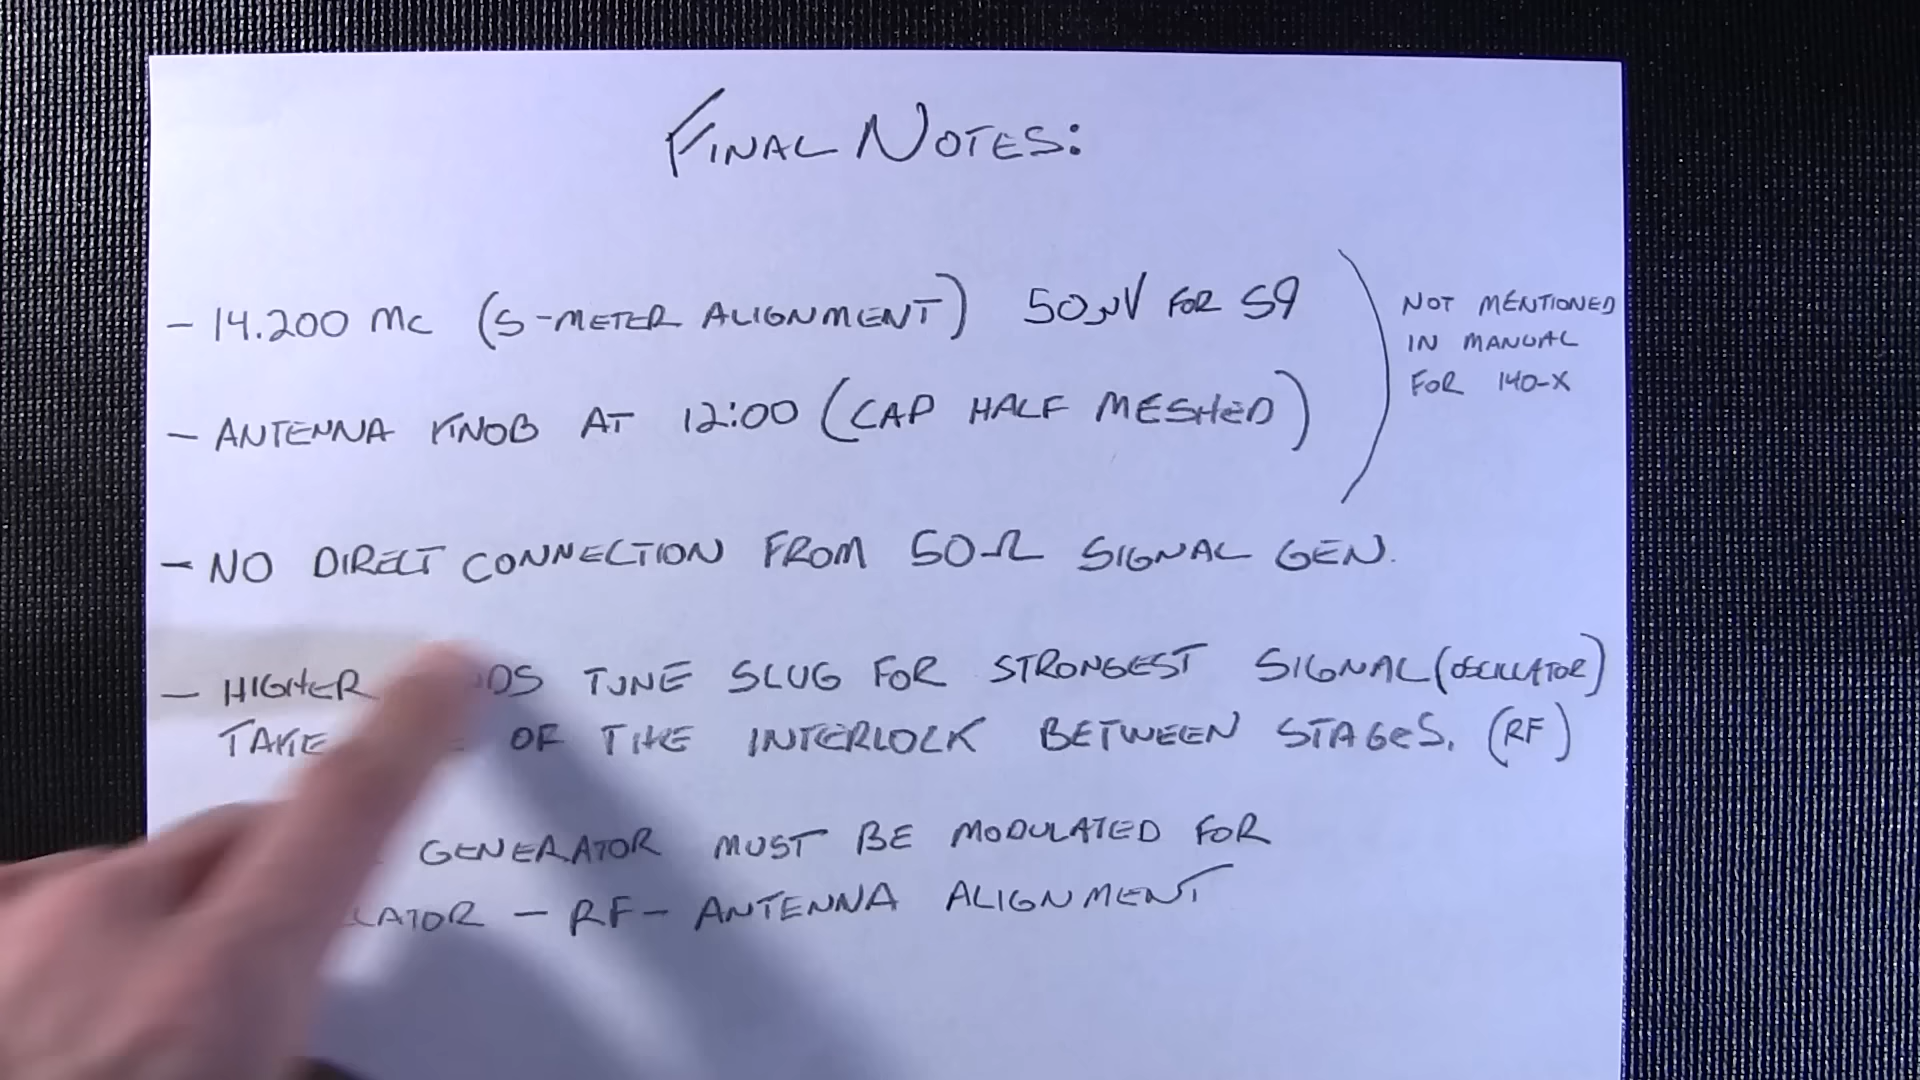 FINAL NOTES:
- 14.200 MC (S-METER ALIGNMENT) 50µV FOR S9
- ANTENNA KNOB AT 12:00 (CAP HALF MESHED)
NOT MENTIONED
IN MANUAL
FOR 140-X
- NO DIRECT CONNECTION FROM 50-Ω SIGNAL GEN.
- HIGHER TUNE SLUG FOR STRONGEST SIGNAL (OSCILLATOR)
TAKE OF THE INTERLOCK BETWEEN STAGES. (RF)
GENERATOR MUST BE MODULATED FOR
- RF - ANTENNA ALIGNMENT